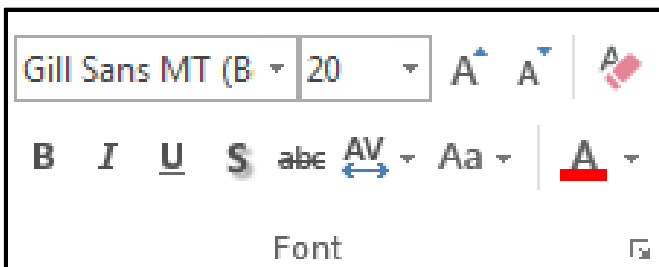 Gill Sans MT (B 20 A A A
B I U S abc AV Aa A
Font